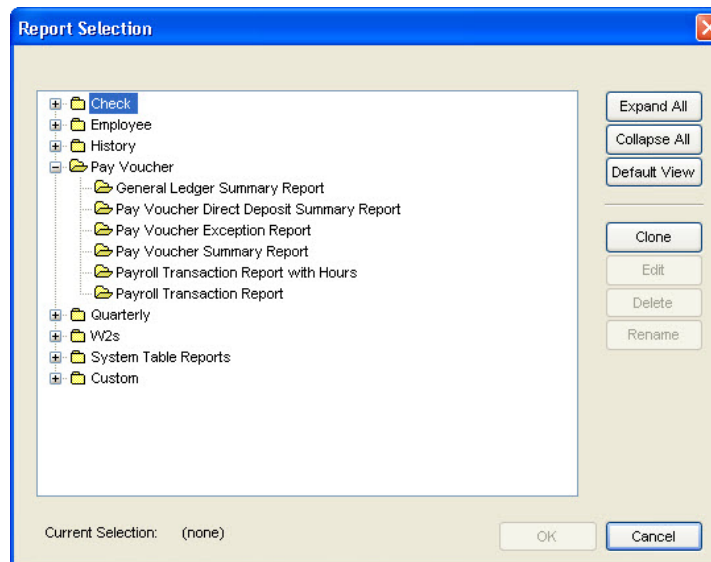 Report Selection
Check
Employee
History
Pay Voucher
General Ledger Summary Report
Pay Voucher Direct Deposit Summary Report
Pay Voucher Exception Report
Pay Voucher Summary Report
Payroll Transaction Report with Hours
Payroll Transaction Report
Quarterly
W2s
System Table Reports
Custom
Expand All
Collapse All
Default View
Clone
Edit
Delete
Rename
Current Selection: (none)
OK
Cancel